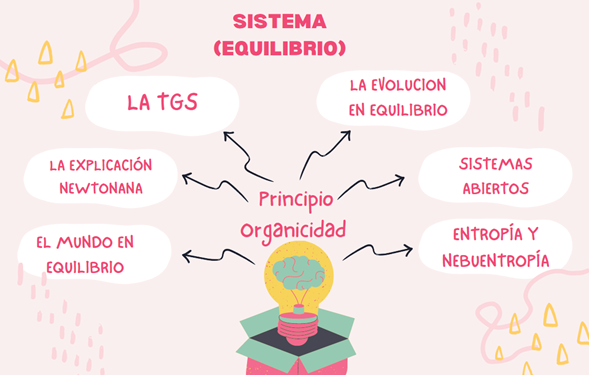 SISTEMA
(EQUILIBRIO)
LA TGS
LA EVOLUCION
EN EQUILIBRIO
LA EXPLICACIÓN
NEWTONANA
SISTEMAS
ABIERTOS
Principio
Organicidad
EL MUNDO EN
EQUILIBRIO
ENTROPÍA Y
NEBUENTROPÍA